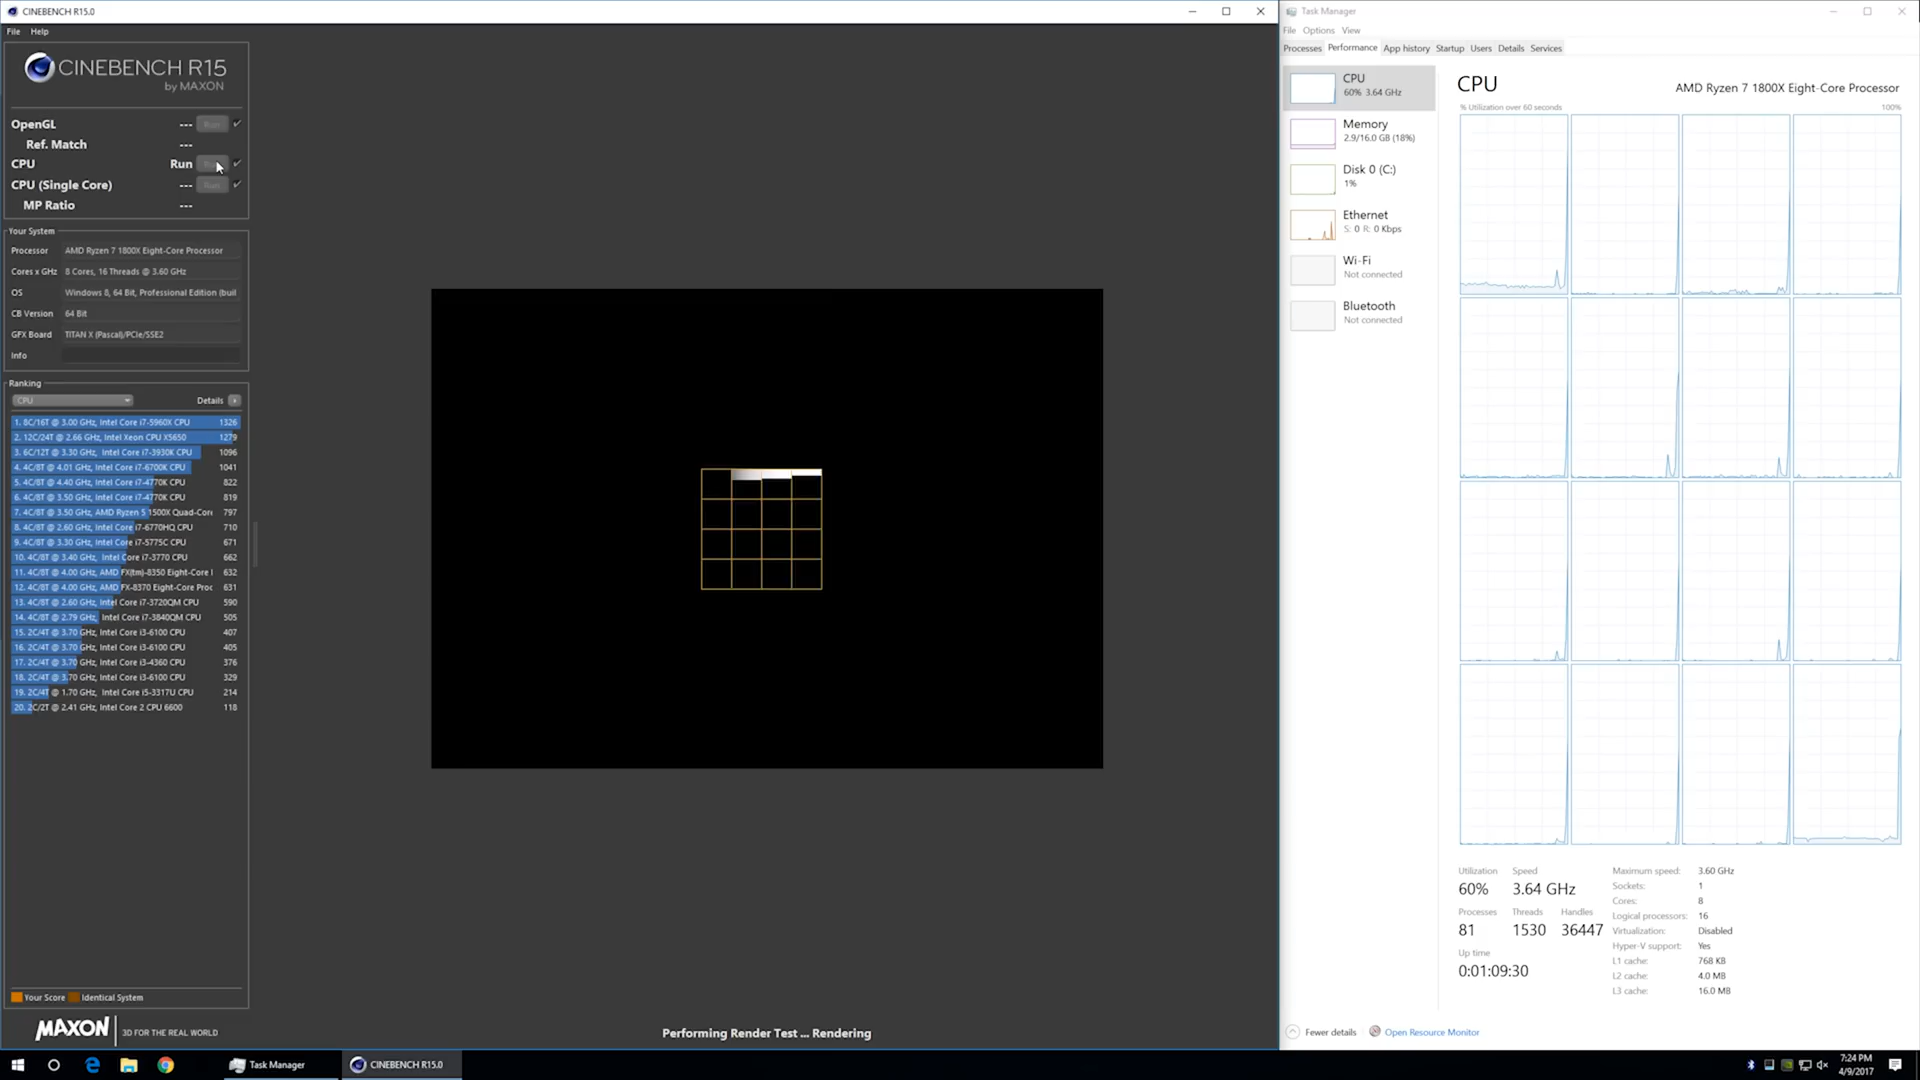 CINEBENCH R15.0
File Help
CINEBENCH R15
by MAXON
OpenGL --- Run
Ref. Match ---
CPU Run
CPU (Single Core) --- Run
MP Ratio ---
Your System
Processor AMD Ryzen 7 1800X Eight-Core Processor
Cores x GHz 8 Cores, 16 Threads @ 3.60 GHz
OS Windows 8, 64 Bit, Professional Edition (buil
CB Version 64 Bit
GFX Board TITAN X (Pascal)/PCIe/SSE2
Info
Ranking
CPU Details
1. 8C/16T @ 3.00 GHz, Intel Core i7-5960X CPU 1326
2. 12C/24T @ 2.66 GHz, Intel Xeon CPU X5650 1279
3. 6C/12T @ 3.30 GHz, Intel Core i7-3930K CPU 1096
4. 4C/8T @ 4.01 GHz, Intel Core i7-6700K CPU 1041
5. 4C/8T @ 4.40 GHz, Intel Core i7-4770K CPU 822
6. 4C/8T @ 3.50 GHz, Intel Core i7-4770K CPU 819
7. 4C/8T @ 3.50 GHz, AMD Ryzen 5 1500X Quad-Core 797
8. 4C/8T @ 2.60 GHz, Intel Core i7-6770HQ CPU 710
9. 4C/8T @ 3.30 GHz, Intel Core i7-5775C CPU 671
10. 4C/8T @ 3.40 GHz, Intel Core i7-3770 CPU 662
11. 4C/8T @ 4.00 GHz, AMD FX(tm)-8350 Eight-Core 632
12. 4C/8T @ 4.00 GHz, AMD FX-8370 Eight-Core Proc 631
13. 4C/8T @ 2.60 GHz, Intel Core i7-3720QM CPU 590
14. 4C/8T @ 2.79 GHz, Intel Core i7-3840QM CPU 505
15. 2C/4T @ 3.70 GHz, Intel Core i3-6100 CPU 407
16. 2C/4T @ 3.70 GHz, Intel Core i3-6100 CPU 405
17. 2C/4T @ 3.70 GHz, Intel Core i3-4360 CPU 376
18. 2C/4T @ 3.70 GHz, Intel Core i3-6100 CPU 329
19. 2C/4T @ 1.70 GHz, Intel Core i5-3317U CPU 214
20. 2C/2T @ 2.41 GHz, Intel Core 2 CPU 6600 118
Your Score Identical System
MAXON 3D FOR THE REAL WORLD
Performing Render Test ... Rendering
Task Manager
File Options View
Processes Performance App history Startup Users Details Services
CPU
60% 3.64 GHz
Memory
2.9/16.0 GB (18%)
Disk 0 (C:)
1%
Ethernet
S: 0 R: 0 Kbps
Wi-Fi
Not connected
Bluetooth
Not connected
CPU AMD Ryzen 7 1800X Eight-Core Processor
% Utilization over 60 seconds 100%
Utilization Speed
60% 3.64 GHz
Processes Threads Handles
81 1530 36447
Up time
0:01:09:30
Maximum speed: 3.60 GHz
Sockets: 1
Cores: 8
Logical processors: 16
Virtualization: Disabled
Hyper-V support: Yes
L1 cache: 768 KB
L2 cache: 4.0 MB
L3 cache: 16.0 MB
Fewer details Open Resource Monitor
Task Manager CINEBENCH R15.0
7:24 PM
4/9/2017